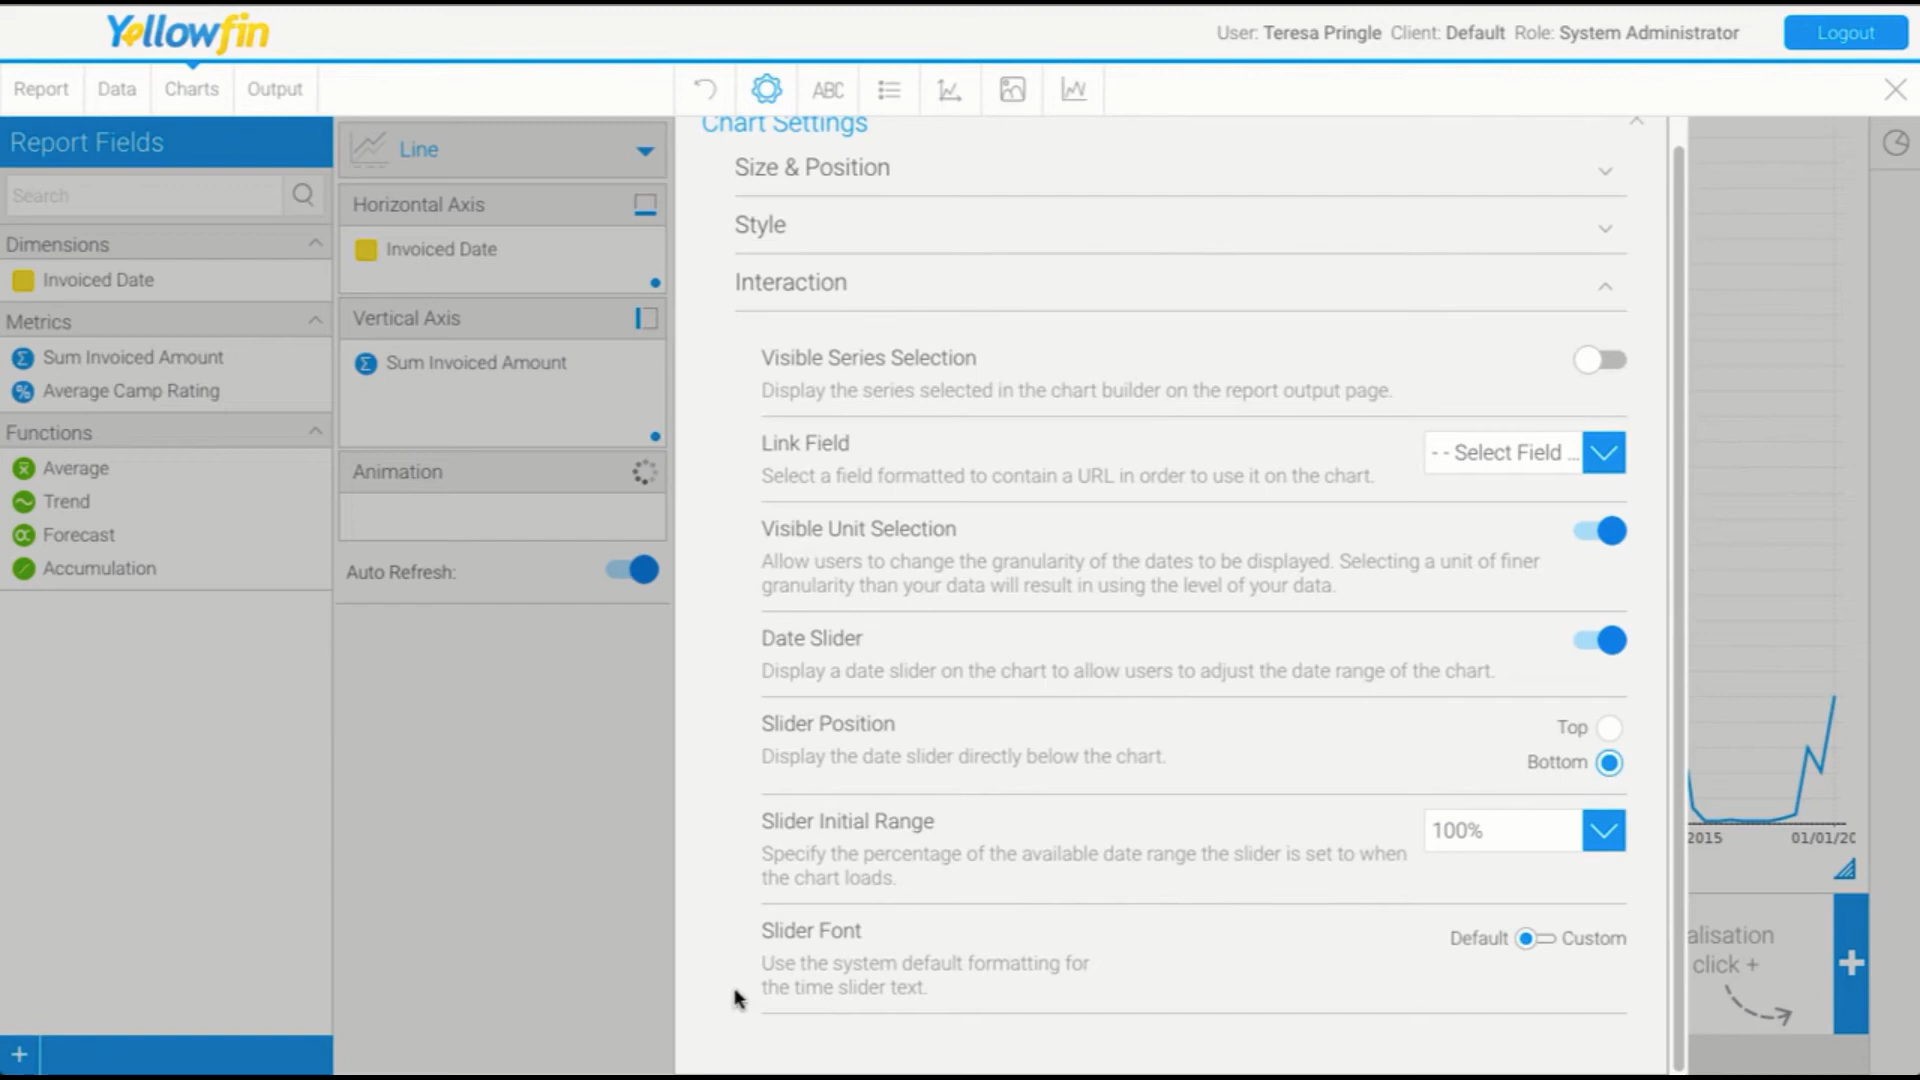 Yellowfin
User: Teresa Pringle Client: Default Role: System Administrator
Logout
Report
Data
Charts
Output
ABC
Report Fields
Search
Dimensions
Invoiced Date
Metrics
Sum Invoiced Amount
Average Camp Rating
Functions
Average
Trend
Forecast
Accumulation
Line
Horizontal Axis
Invoiced Date
Vertical Axis
Sum Invoiced Amount
Animation
Auto Refresh:
Chart Settings
Size & Position
Style
Interaction
Visible Series Selection
Display the series selected in the chart builder on the report output page.
Link Field
- - Select Field ...
Select a field formatted to contain a URL in order to use it on the chart.
Visible Unit Selection
Allow users to change the granularity of the dates to be displayed. Selecting a unit of finer
granularity than your data will result in using the level of your data.
Date Slider
Display a date slider on the chart to allow users to adjust the date range of the chart.
Slider Position
Top
Display the date slider directly below the chart.
Bottom
Slider Initial Range
100%
Specify the percentage of the available date range the slider is set to when
the chart loads.
Slider Font
Default Custom
Use the system default formatting for
the time slider text.
2015
01/01/20
alisation
click +